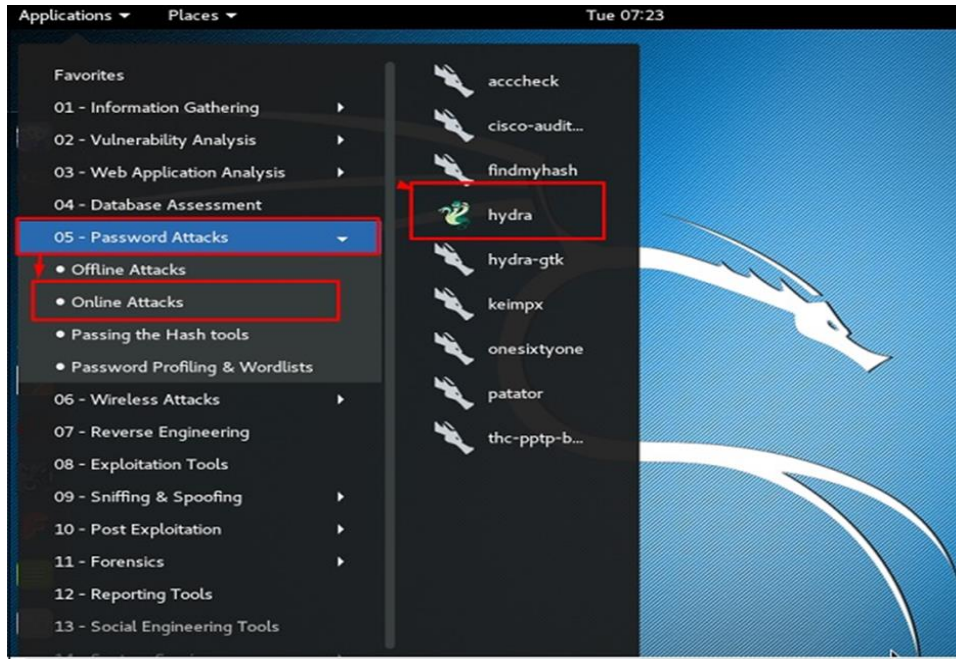 Applications Places Tue 07:23
Favorites
01 - Information Gathering
02 - Vulnerability Analysis
03 - Web Application Analysis
04 - Database Assessment
05 - Password Attacks
Offline Attacks
Online Attacks
Passing the Hash tools
Password Profiling & Wordlists
06 - Wireless Attacks
07 - Reverse Engineering
08 - Exploitation Tools
09 - Sniffing & Spoofing
10 - Post Exploitation
11 - Forensics
12 - Reporting Tools
13 - Social Engineering Tools
acccheck
cisco-audit...
findmyhash
hydra
hydra-gtk
keimpx
onesixtyone
patator
thc-pptp-b...